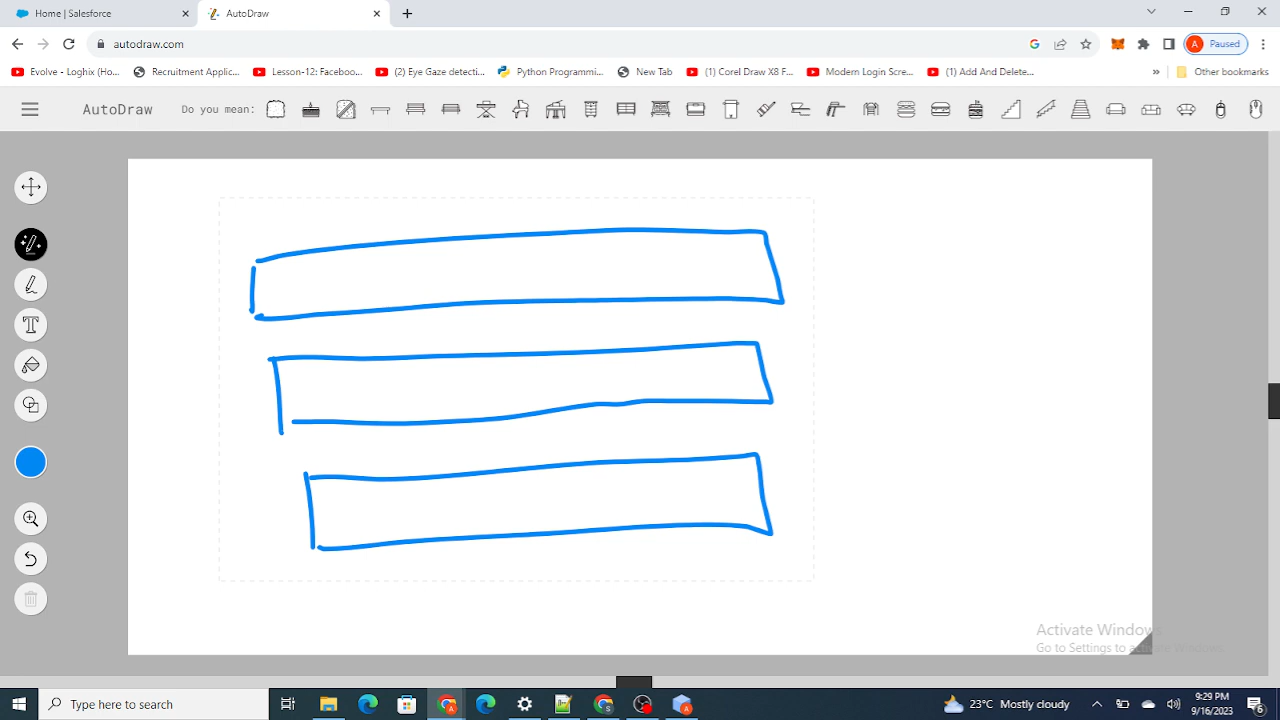 Home | Salesforce
AutoDraw
autodraw.com
A Paused
Evolve - Loghix (Ho...
Recruitment Applic...
Lesson-12: Faceboo...
(2) Eye Gaze detecti...
Python Programmi...
New Tab
(1) Corel Draw X8 F...
Modern Login Scre...
(1) Add And Delete...
»
Other bookmarks
AutoDraw
Do you mean:
T
Activate Windows
Go to Settings to activate Windows.
Type here to search
23°C Mostly cloudy
9:29 PM
9/16/2023
6